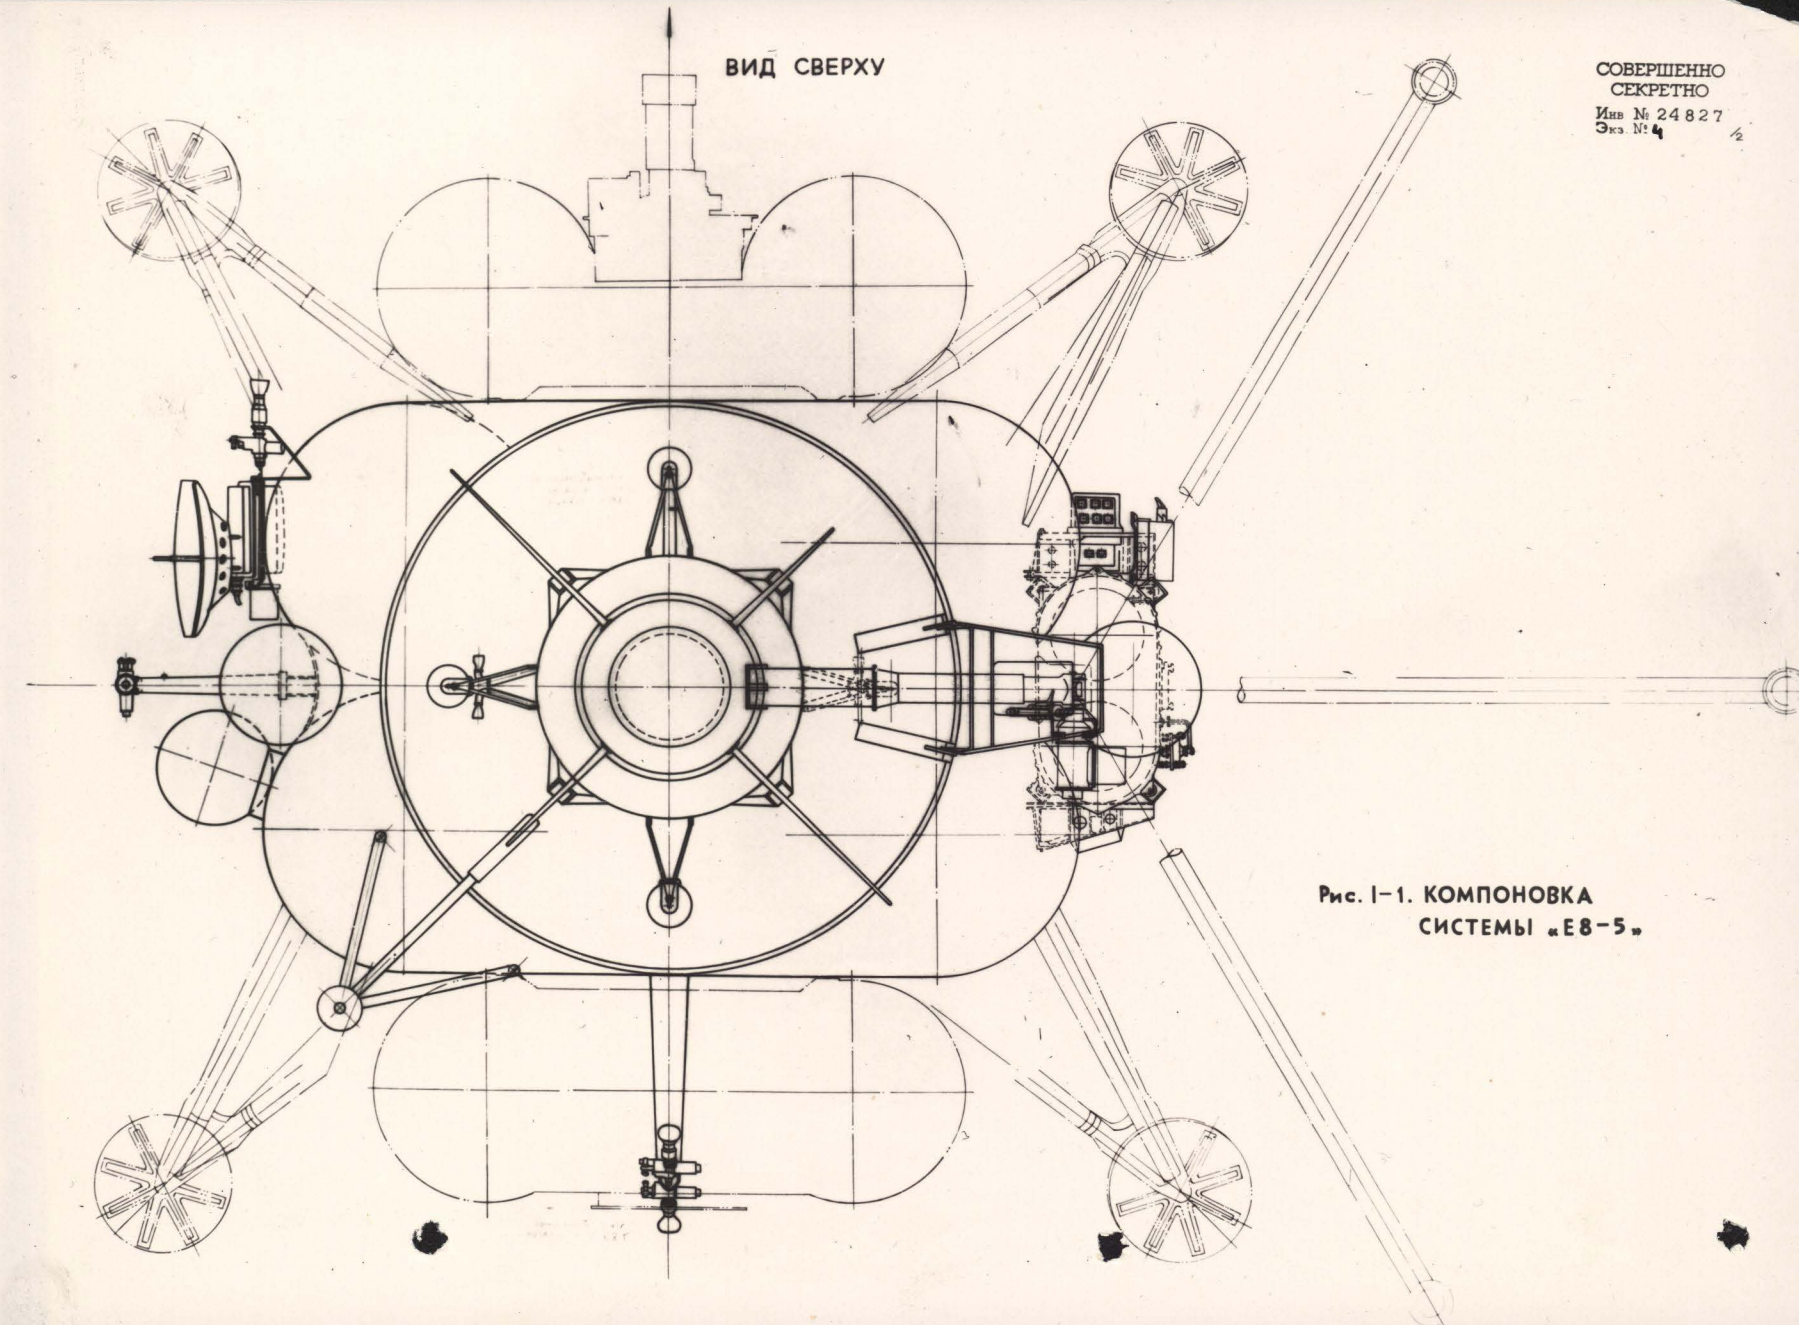 ВИД СВЕРХУ
СОВЕРШЕННО
СЕКРЕТНО
Инв № 24827
Экз. № 4
Рис. I-1. КОМПОНОВКА
СИСТЕМЫ «Е8-5»